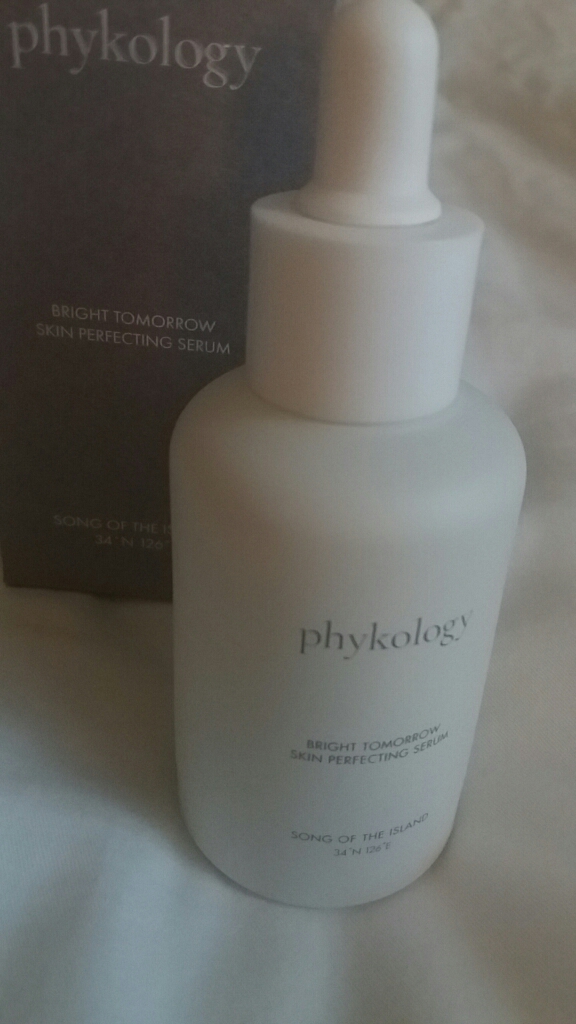 phykology
BRIGHT TOMORROW
SKIN PERFECTING SERUM
SONG OF THE
34°N 126°
phykology
BRIGHT TOMORROW
SKIN PERFECTING SERUM
SONG OF THE ISLAND
34°N 126°E